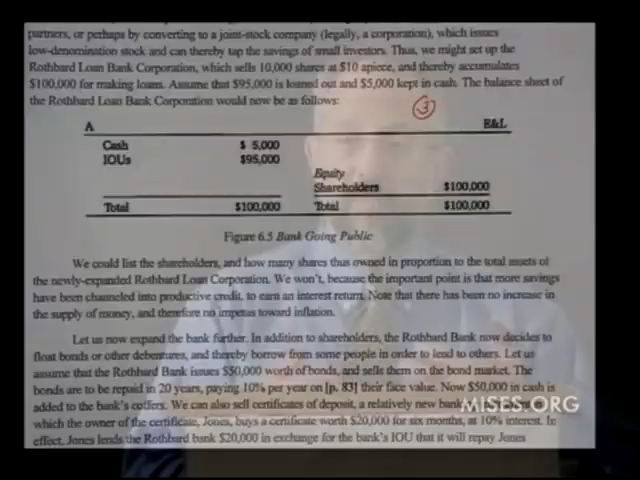 partners, or perhaps by converting to a joint-stock company (legally, a corporation), which issues
low-denomination stock and can thereby tap the savings of small investors. Thus, we might set up the
Rothbard Loan Bank Corporation, which sells 10,000 shares at $10 apiece, and thereby accumulates
$100,000 for making loans. Assume that $95,000 is loaned out and $5,000 kept in cash. The balance sheet of
the Rothbard Loan Bank Corporation would now be as follows:
3
A E&L
Cash $ 5,000
IOUs $95,000
Equity
Shareholders $100,000
Total $100,000 Total $100,000
Figure 6.5 Bank Going Public
We could list the shareholders, and how many shares thus owned in proportion to the total assets of
the newly-expanded Rothbard Loan Corporation. We won't, because the important point is that more savings
have been channeled into productive credit, to earn an interest return. Note that there has been no increase in
the supply of money, and therefore no impetus toward inflation.
Let us now expand the bank further. In addition to shareholders, the Rothbard Bank now decides to
float bonds or other debentures, and thereby borrow from some people in order to lend to others. Let us
assume that the Rothbard Bank issues $50,000 worth of bonds, and sells them on the bond market. The
bonds are to be repaid in 20 years, paying 10% per year on [p. 83] their face value. Now $50,000 in cash is
added to the bank's coffers. We can also sell certificates of deposit, a relatively new bank
MISES.ORG
which the owner of the certificate, Jones, buys a certificate worth $20,000 for six months, at 10% interest. In
effect, Jones lends the Rothbard bank $20,000 in exchange for the bank's IOU that it will repay Jones